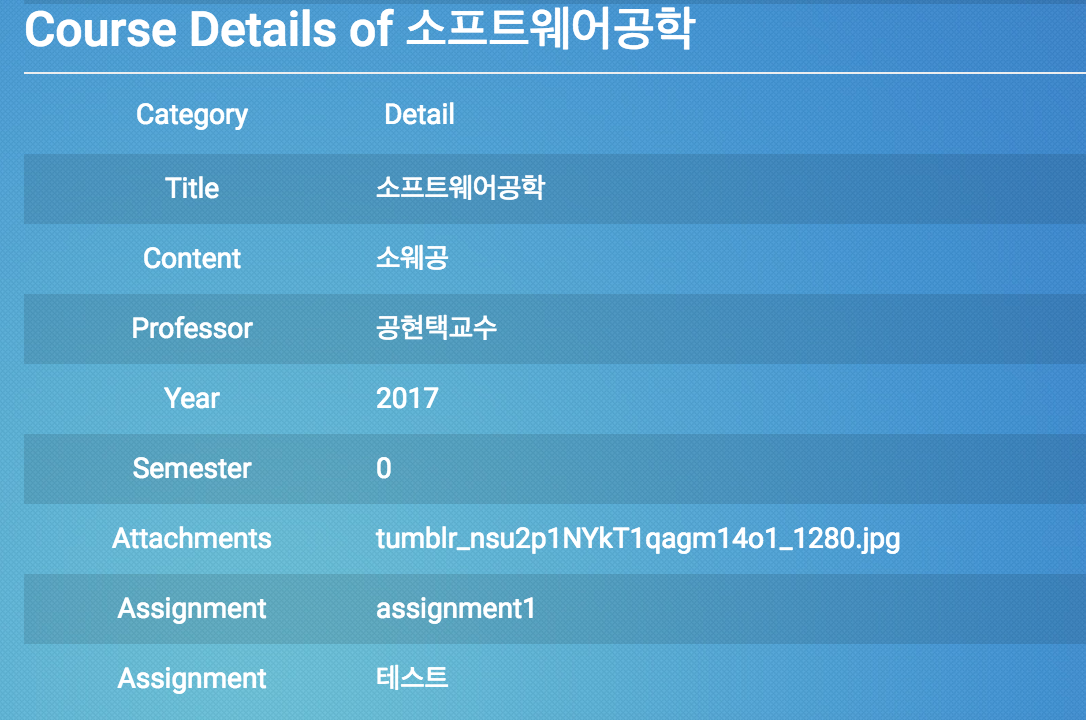 Course Details of 소프트웨어공학
Category Detail
Title 소프트웨어공학
Content 소웨공
Professor 공현택교수
Year 2017
Semester 0
Attachments tumblr_nsu2p1NYkT1qagm14o1_1280.jpg
Assignment assignment1
Assignment 테스트